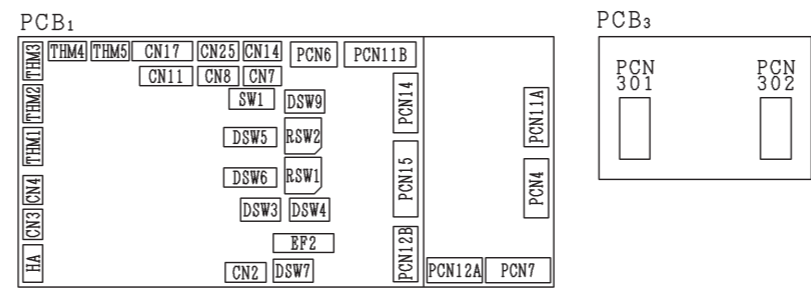 PCB₁
PCB₃
THM3
THM4 THM5 CN17 CN25 CN14 PCN6 PCN11B
CN11 CN8 CN7
THM2
SW1 DSW9
PCN14
PCN11A
THM1
DSW5 RSW2
DSW6 RSW1
PCN15
PCN4
CN4
CN3
DSW3 DSW4
EF2
PCN12B
HA
CN2 DSW7
PCN12A PCN7
PCN
301
PCN
302